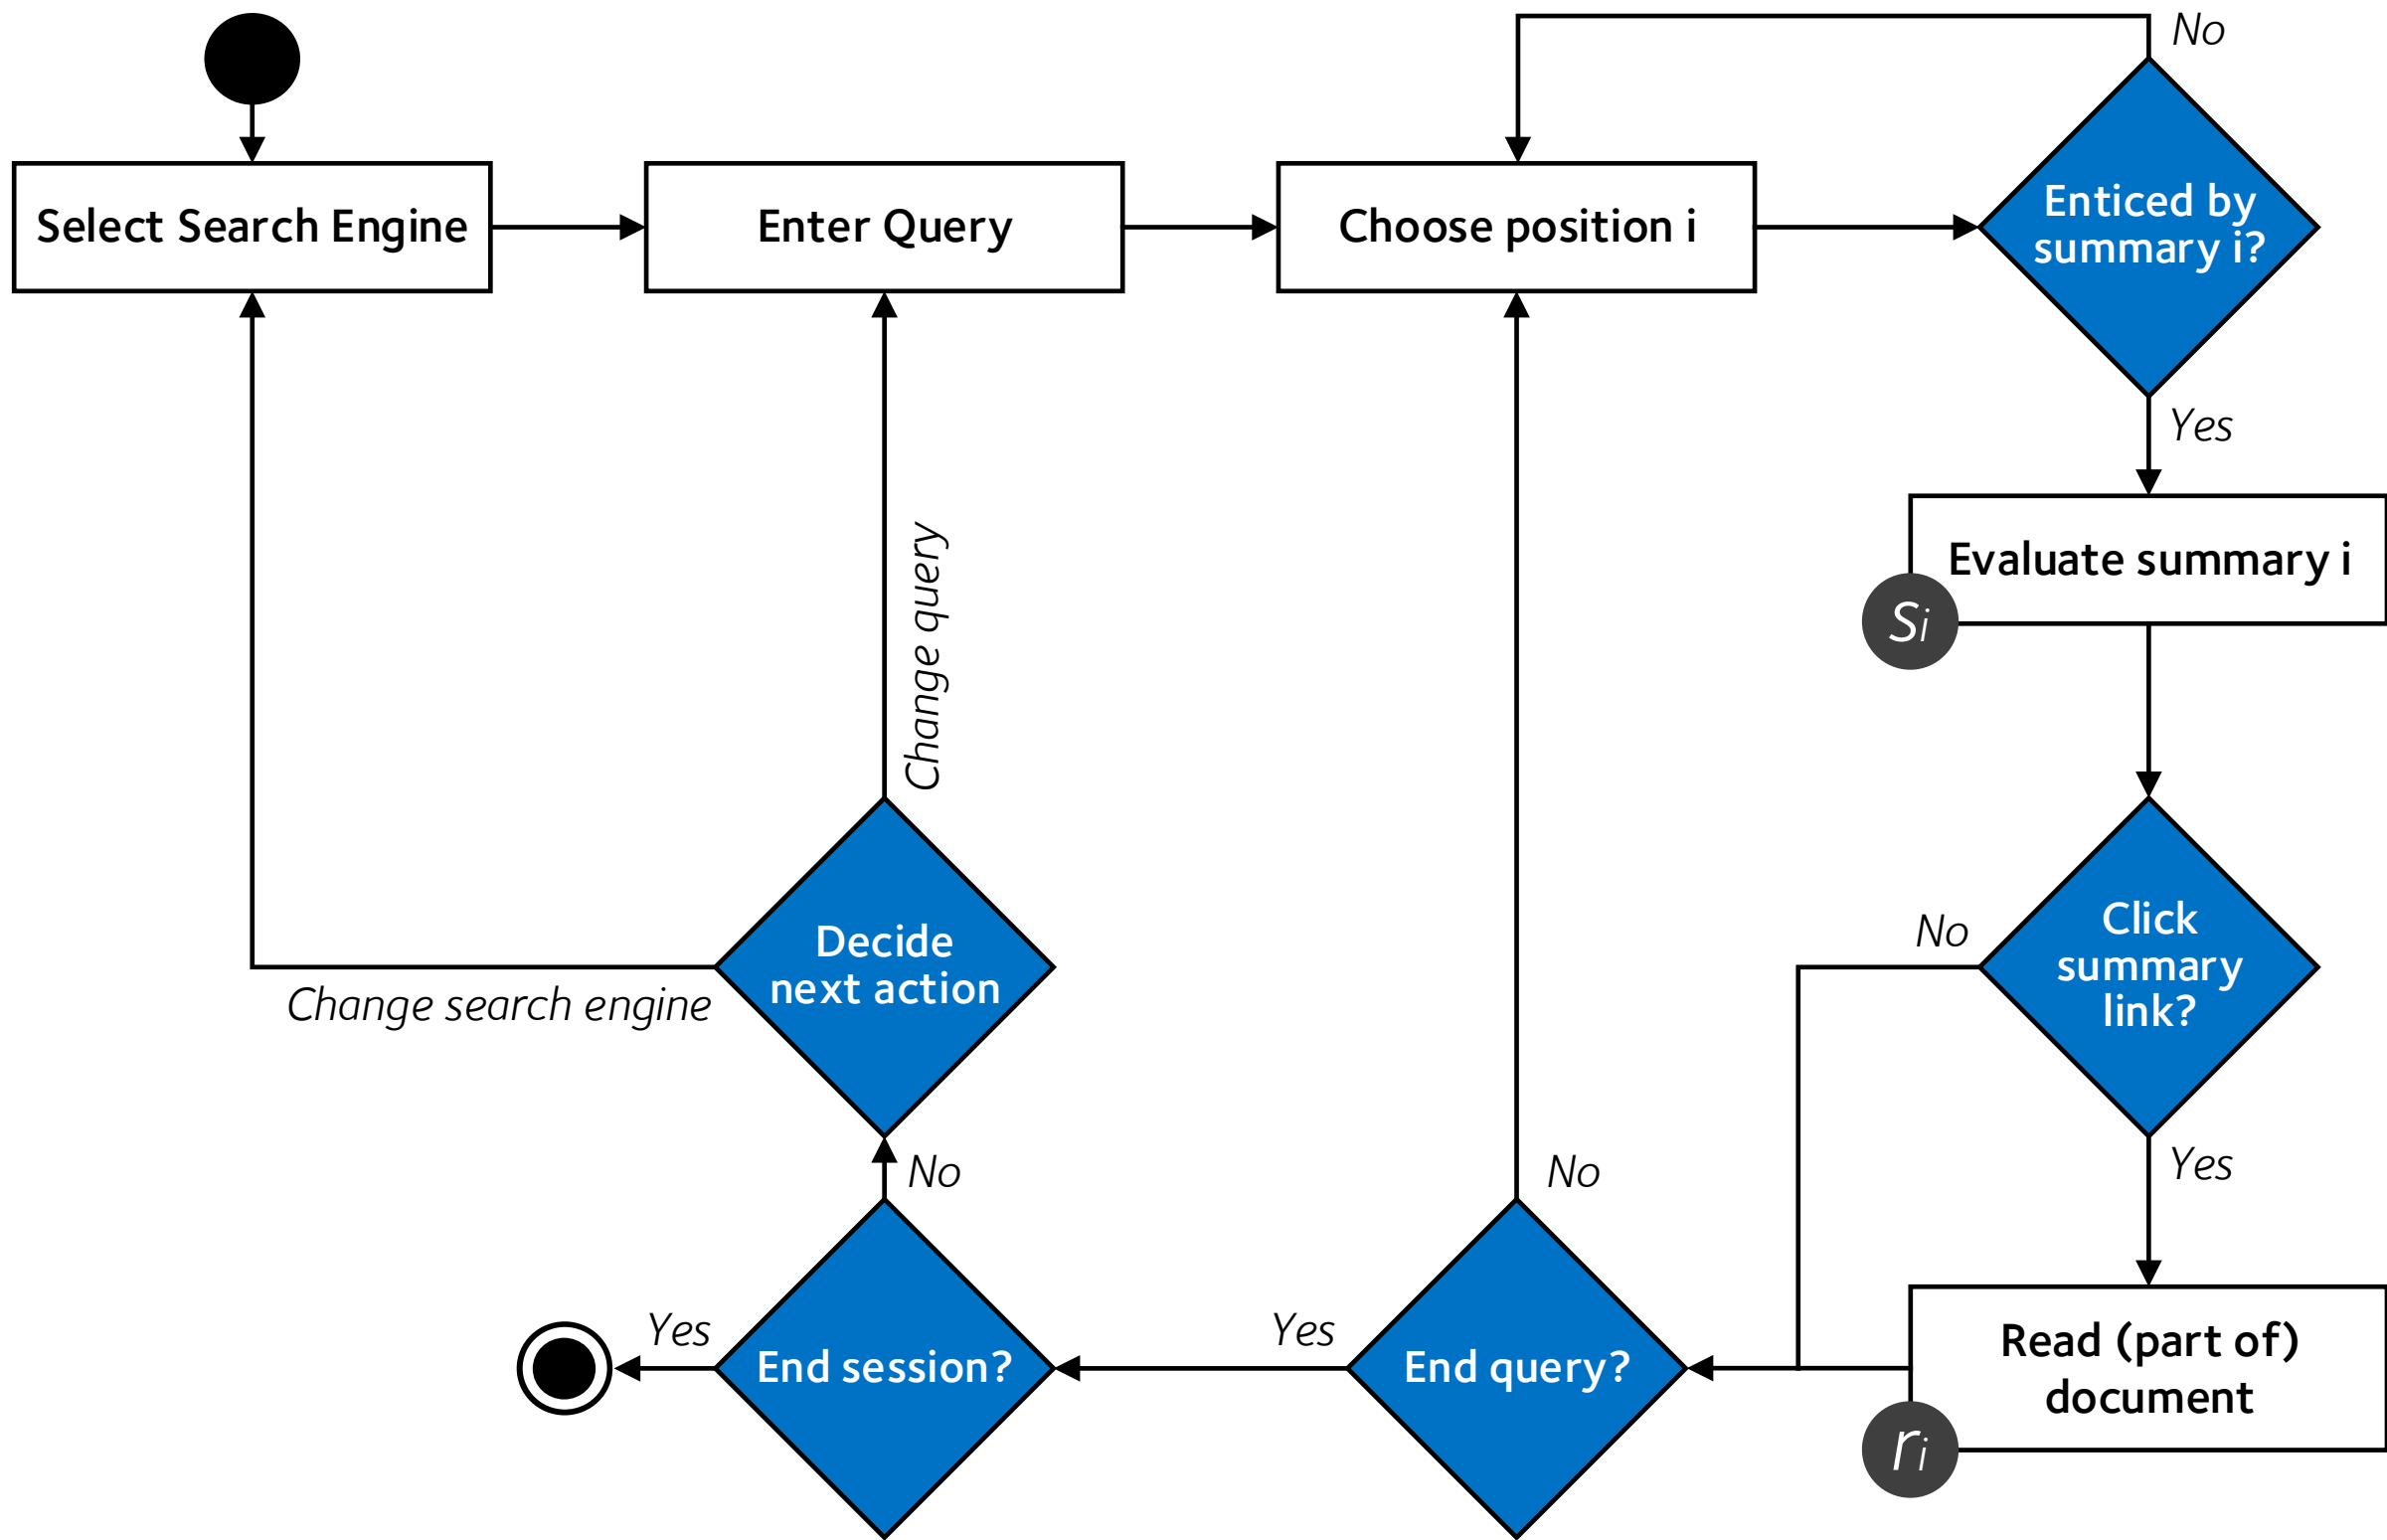 No
Select Search Engine
Enter Query
Choose position i
Enticed by
summary i?
Yes
Evaluate summary i
si
Change query
Click
summary
link?
No
Decide
next action
Change search engine
No
No
Yes
Yes
Yes
End session?
End query?
Read (part of)
document
ri